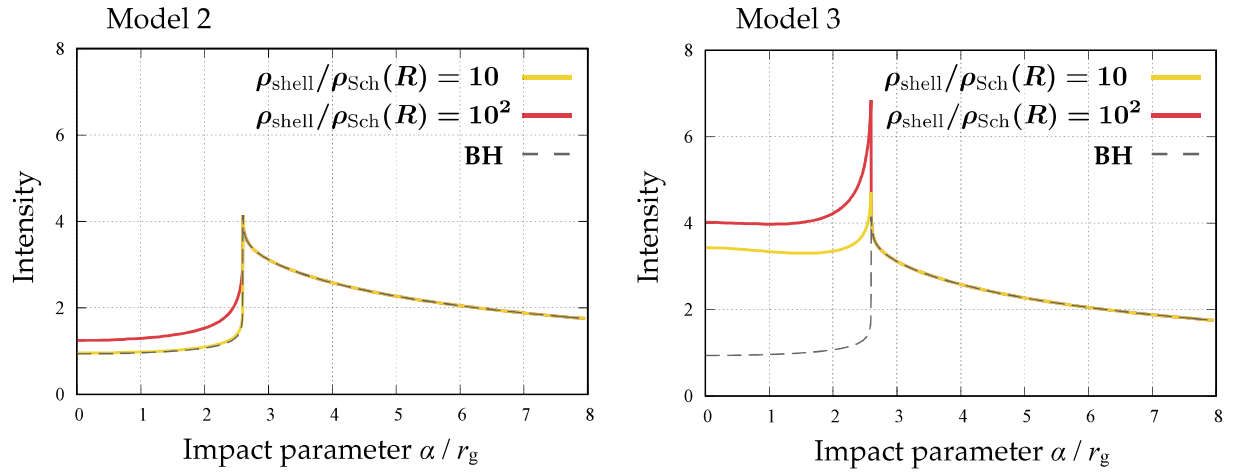 Model 2
8
6
4
2
0
Intensity
ρshell/ρSch(R) = 10
ρshell/ρSch(R) = 10²
BH
0 1 2 3 4 5 6 7 8
Impact parameter α / rg
Model 3
8
6
4
2
0
Intensity
ρshell/ρSch(R) = 10
ρshell/ρSch(R) = 10²
BH
0 1 2 3 4 5 6 7 8
Impact parameter α / rg